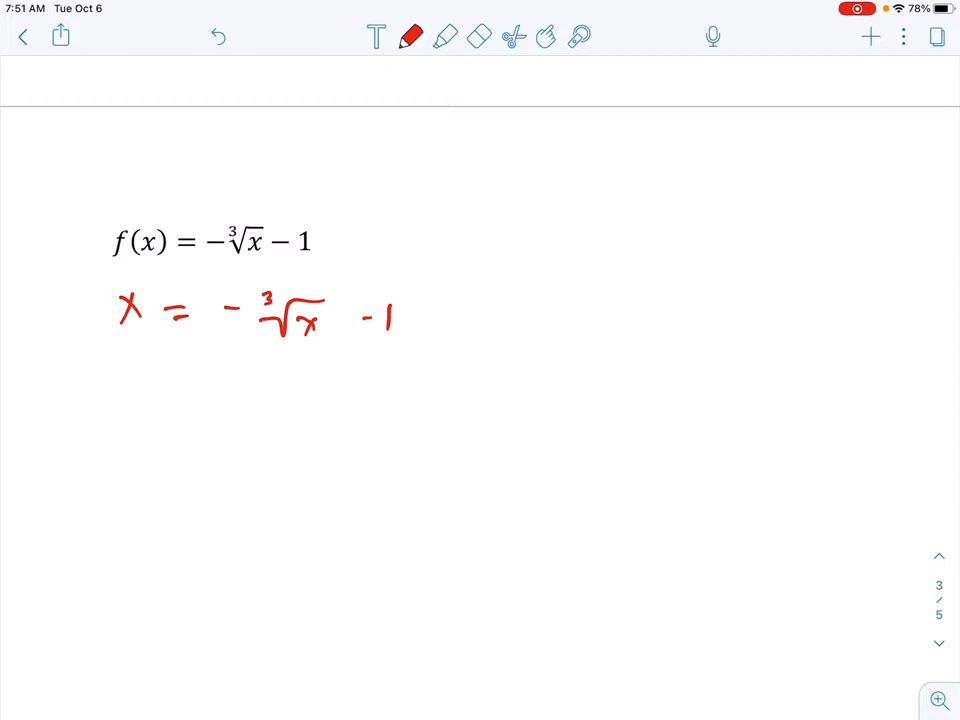 7:51 AM Tue Oct 6 78%
f(x) = −∛x − 1
x = - ∛x - 1
3
/
5